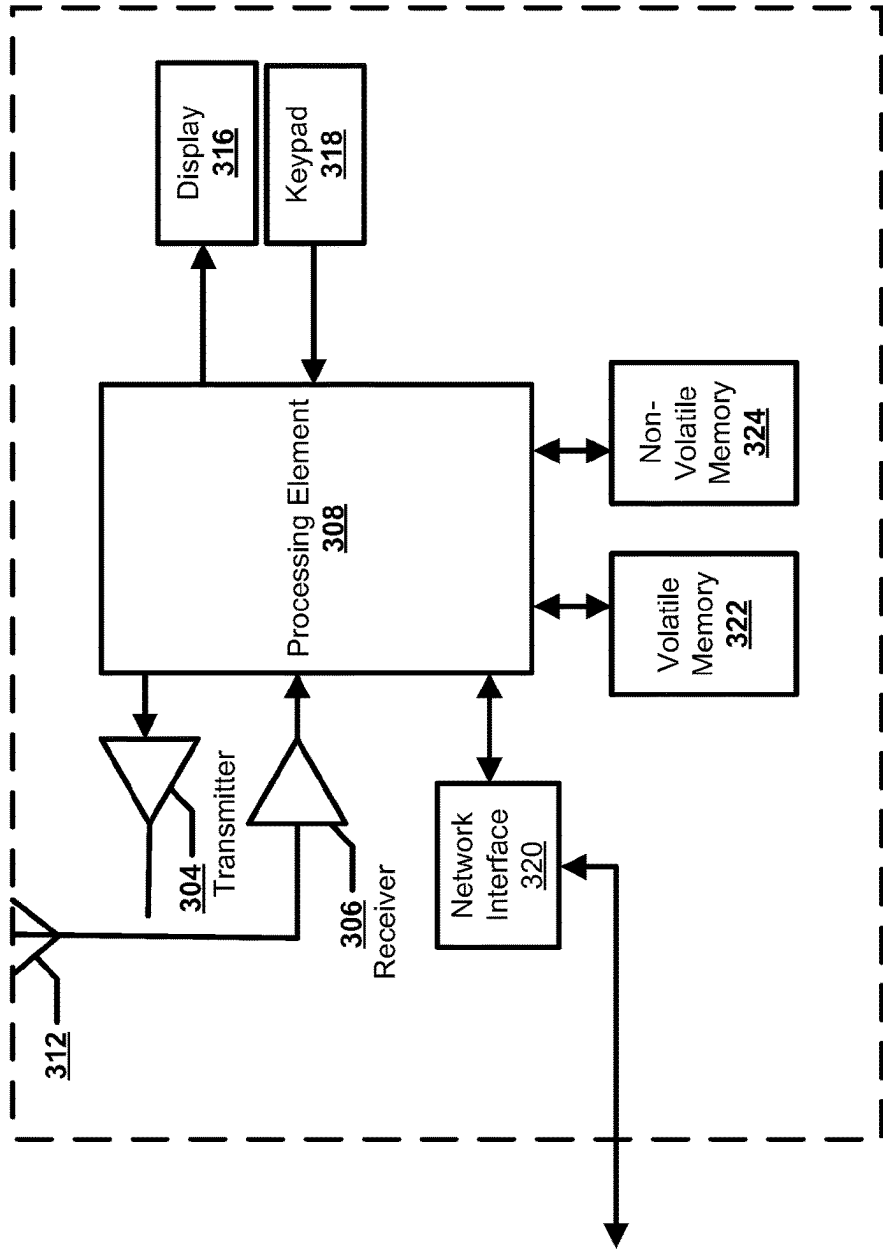 312
304
Transmitter
306
Receiver
Network
Interface
320
Processing Element
308
Volatile
Memory
322
Non-
Volatile
Memory
324
Display
316
Keypad
318